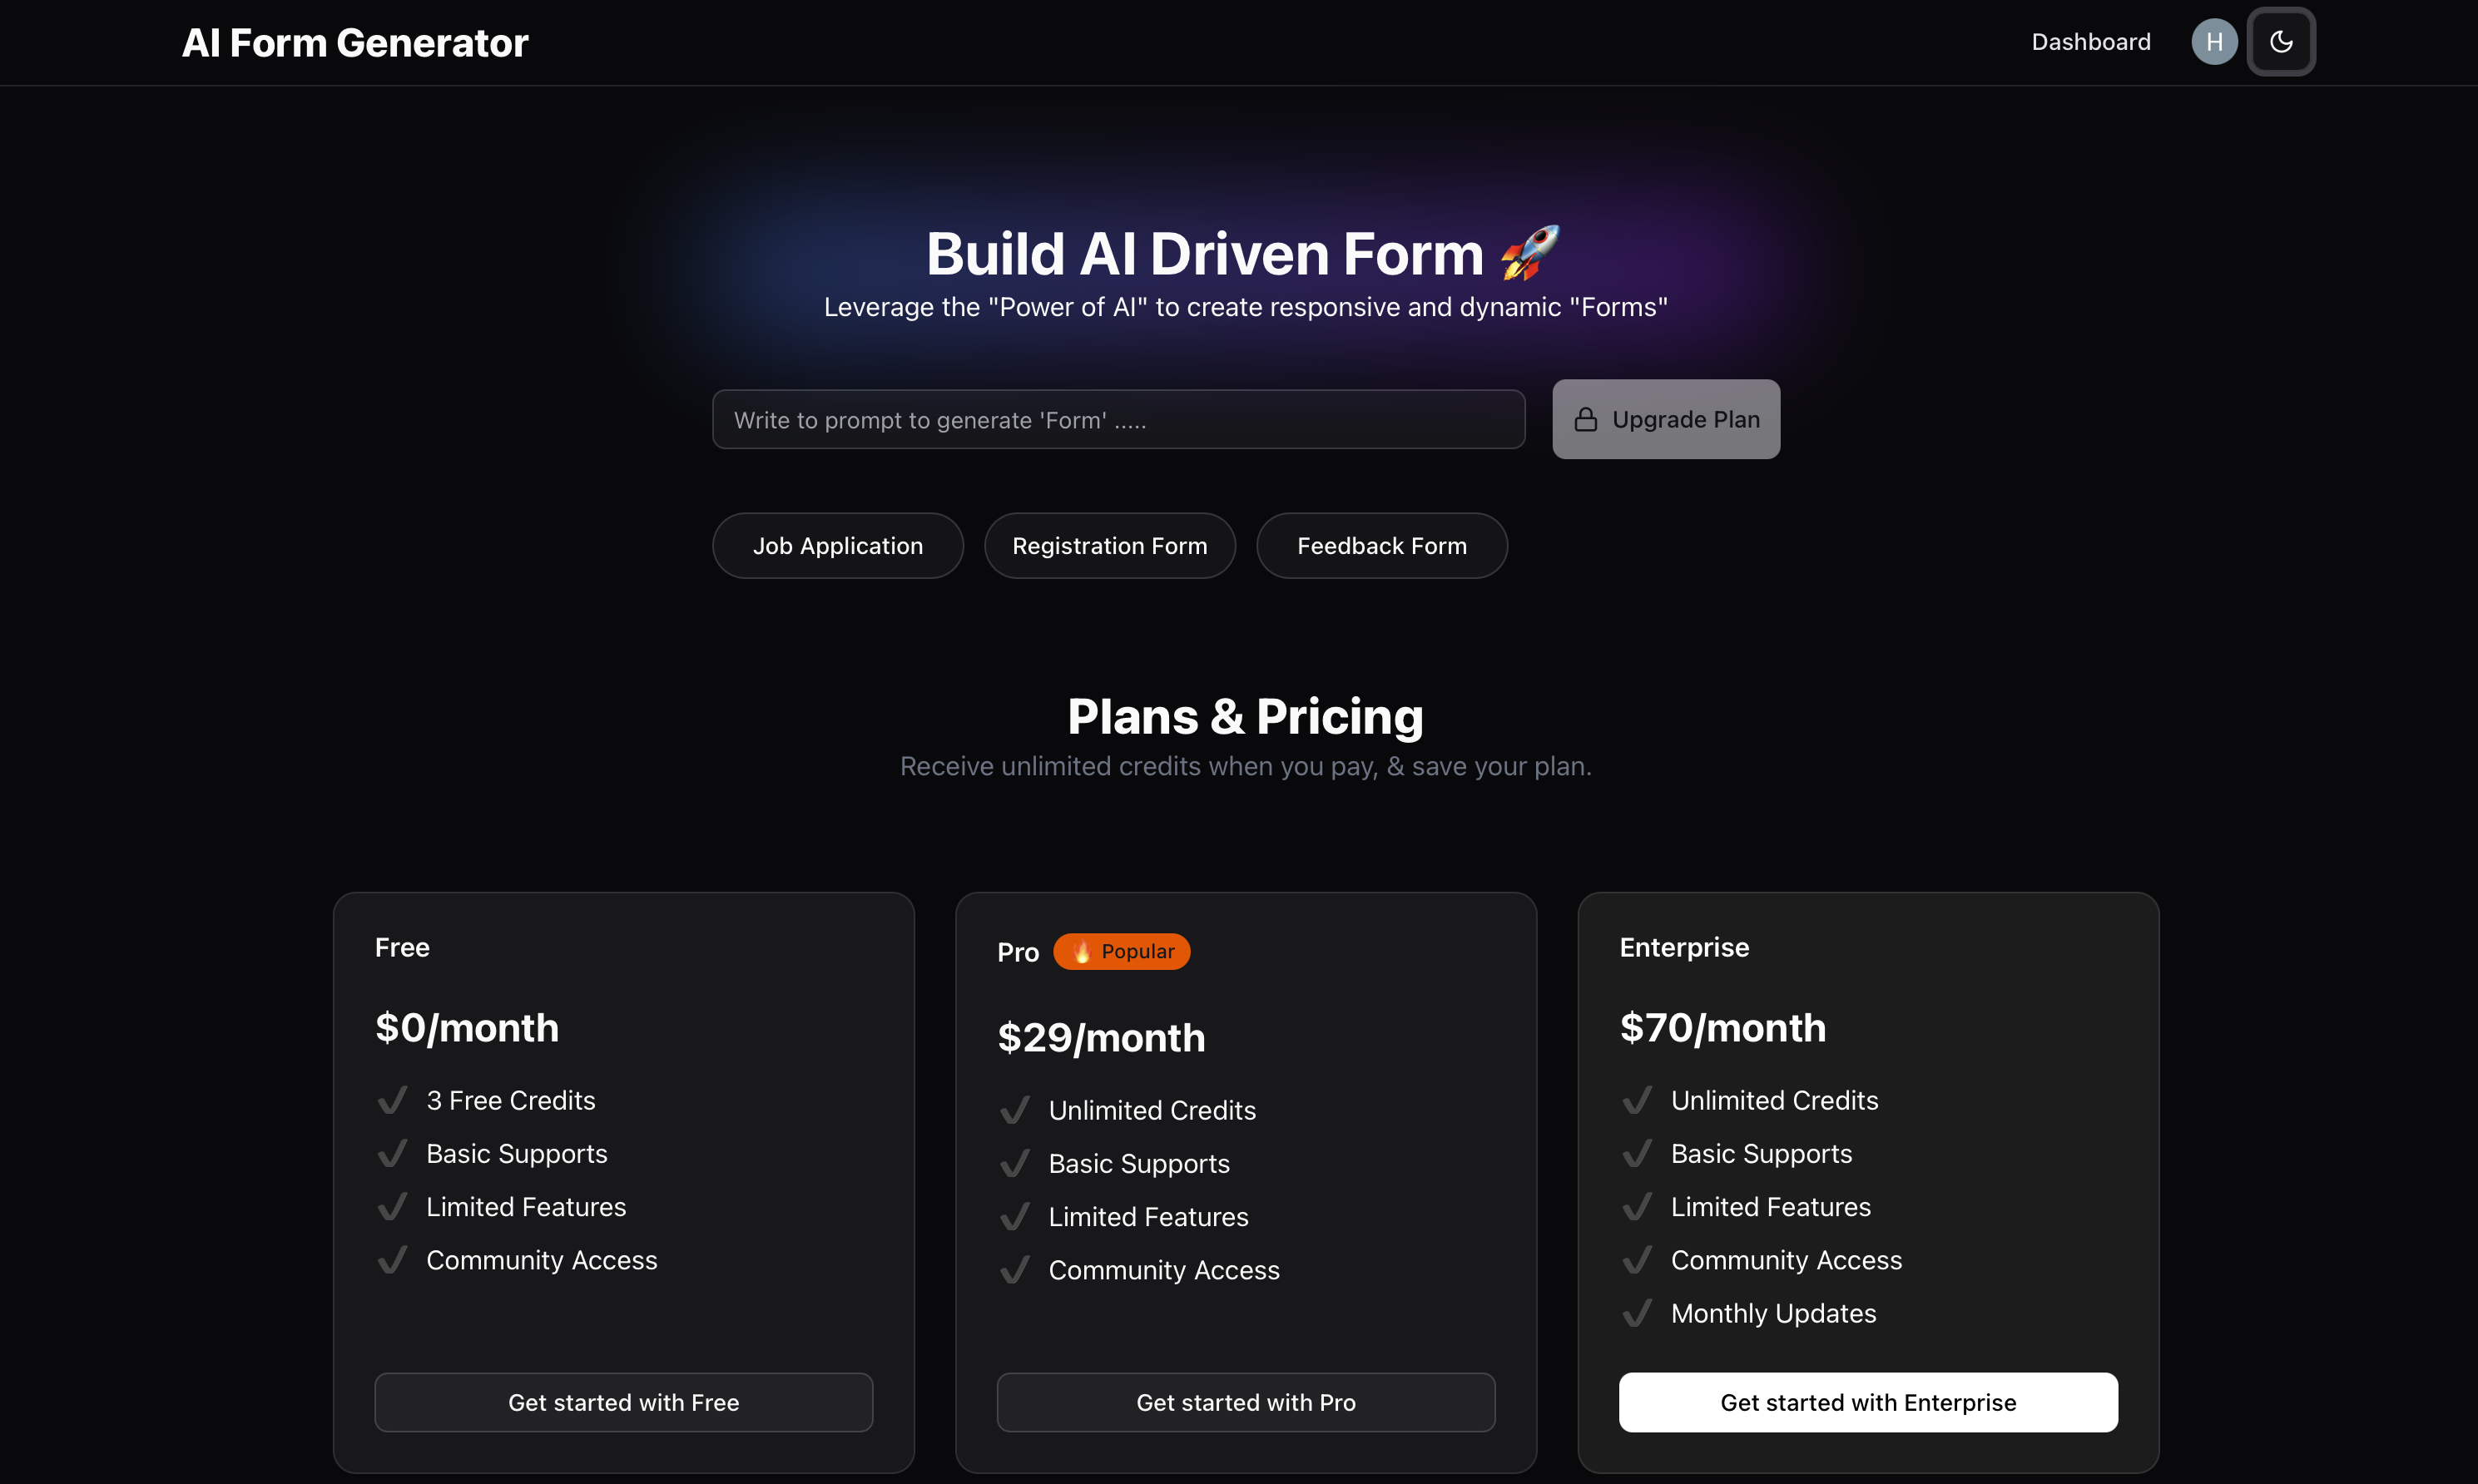 AI Form Generator
Dashboard
H
Build AI Driven Form 🚀
Leverage the "Power of AI" to create responsive and dynamic "Forms"
Write to prompt to generate 'Form' .....
Upgrade Plan
Job Application
Registration Form
Feedback Form
Plans & Pricing
Receive unlimited credits when you pay, & save your plan.
Free
$0/month
3 Free Credits
Basic Supports
Limited Features
Community Access
Get started with Free
Pro
🔥 Popular
$29/month
Unlimited Credits
Basic Supports
Limited Features
Community Access
Get started with Pro
Enterprise
$70/month
Unlimited Credits
Basic Supports
Limited Features
Community Access
Monthly Updates
Get started with Enterprise